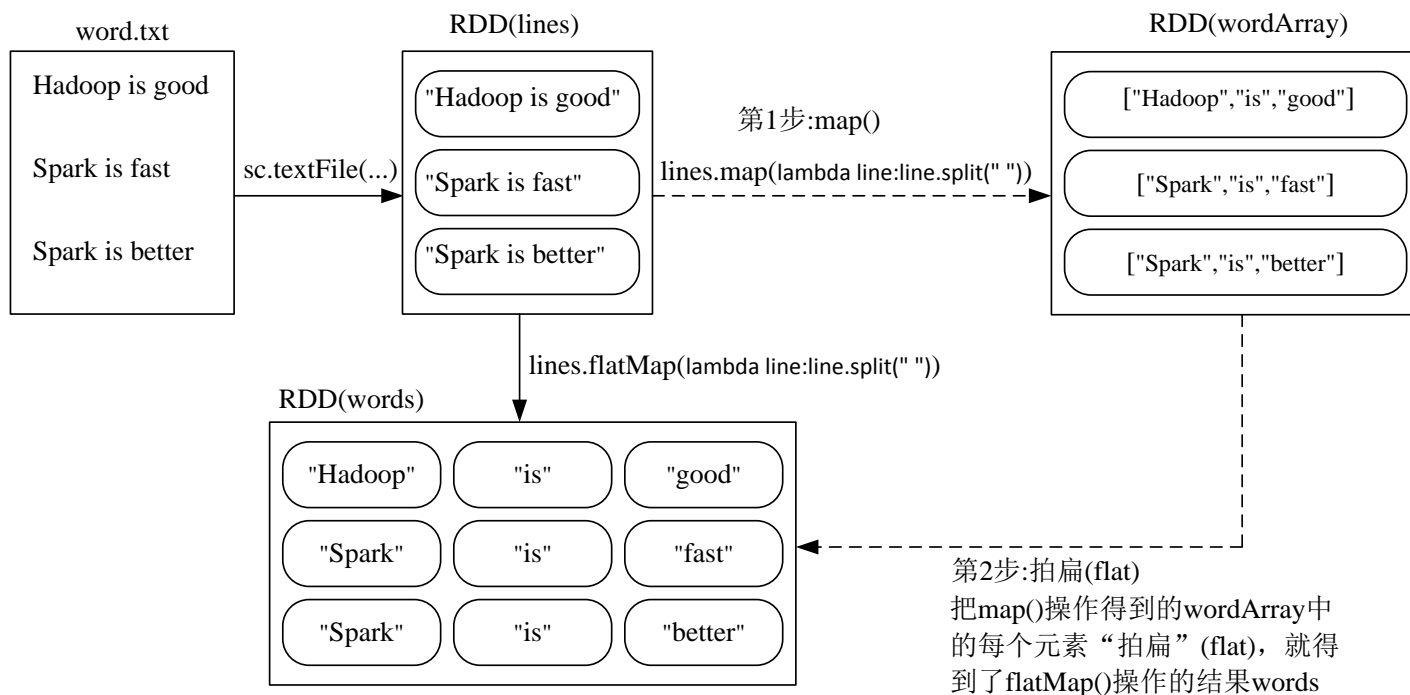 word.txt
Hadoop is good
Spark is fast
Spark is better
sc.textFile(...)
RDD(lines)
"Hadoop is good"
"Spark is fast"
"Spark is better"
第1步:map()
lines.map(lambda line:line.split(" "))
RDD(wordArray)
["Hadoop","is","good"]
["Spark","is","fast"]
["Spark","is","better"]
lines.flatMap(lambda line:line.split(" "))
RDD(words)
"Hadoop" "is" "good"
"Spark" "is" "fast"
"Spark" "is" "better"
第2步:拍扁(flat)
把map()操作得到的wordArray中
的每个元素“拍扁”(flat)，就得
到了flatMap()操作的结果words